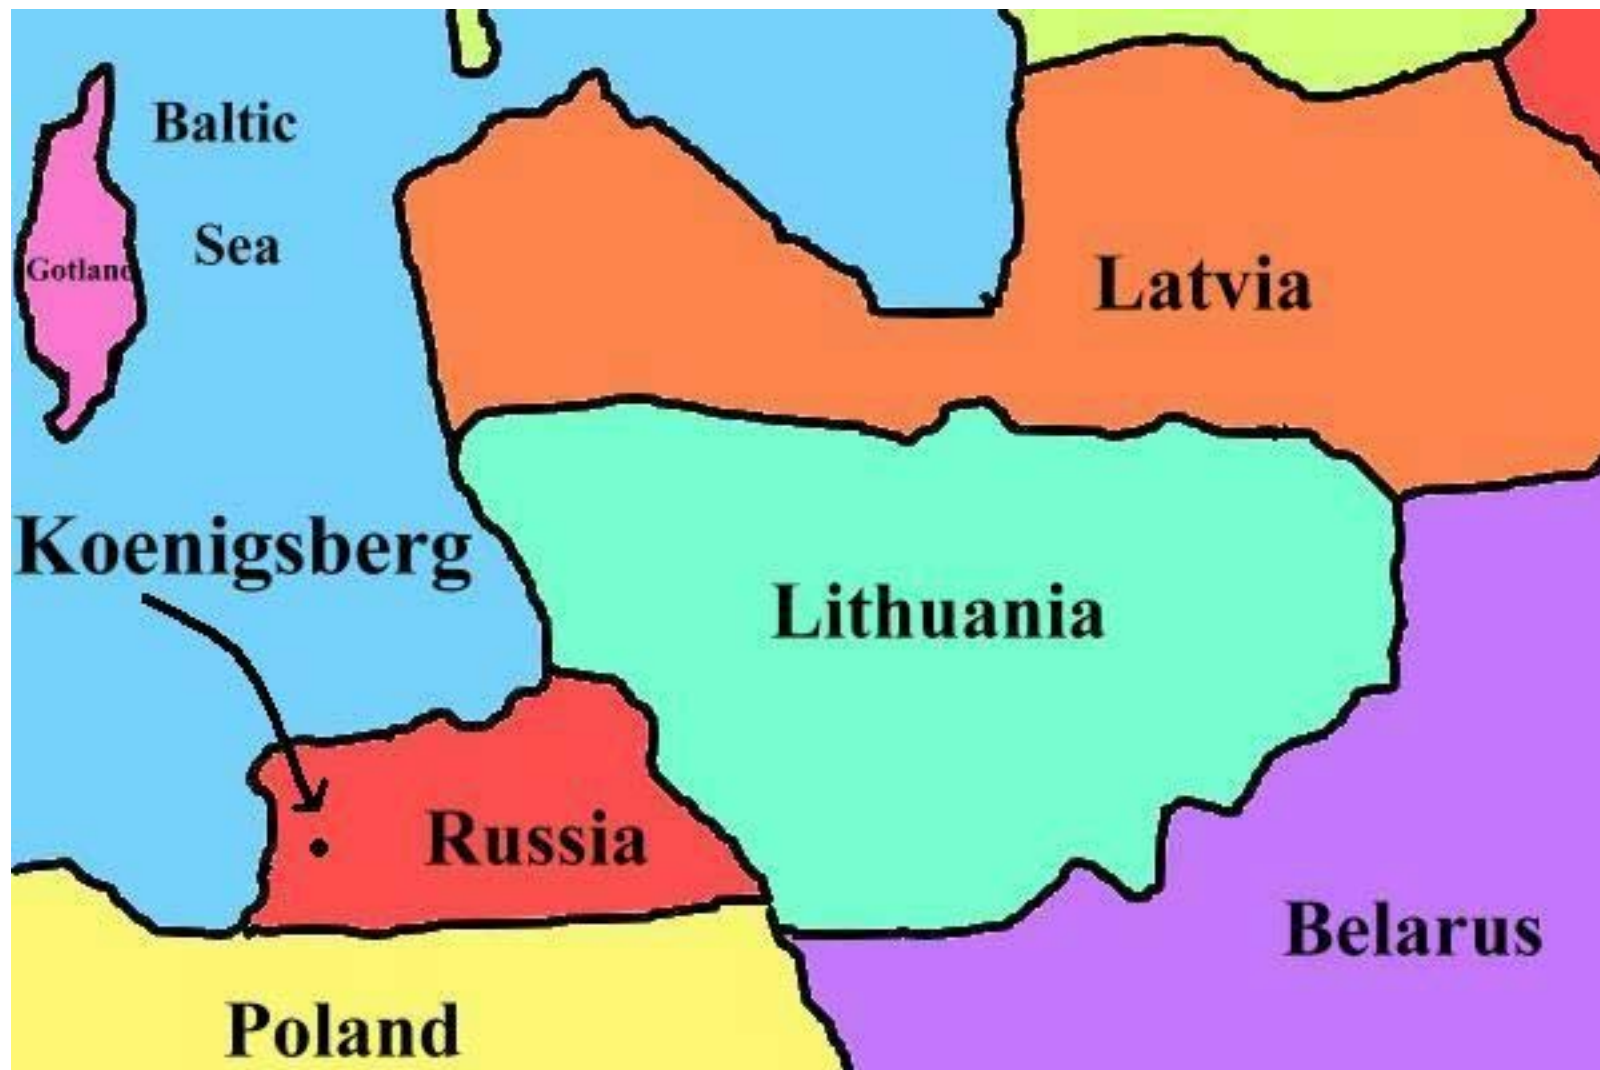 Baltic
Sea
Gotland
Latvia
Koenigsberg
Lithuania
Russia
Belarus
Poland